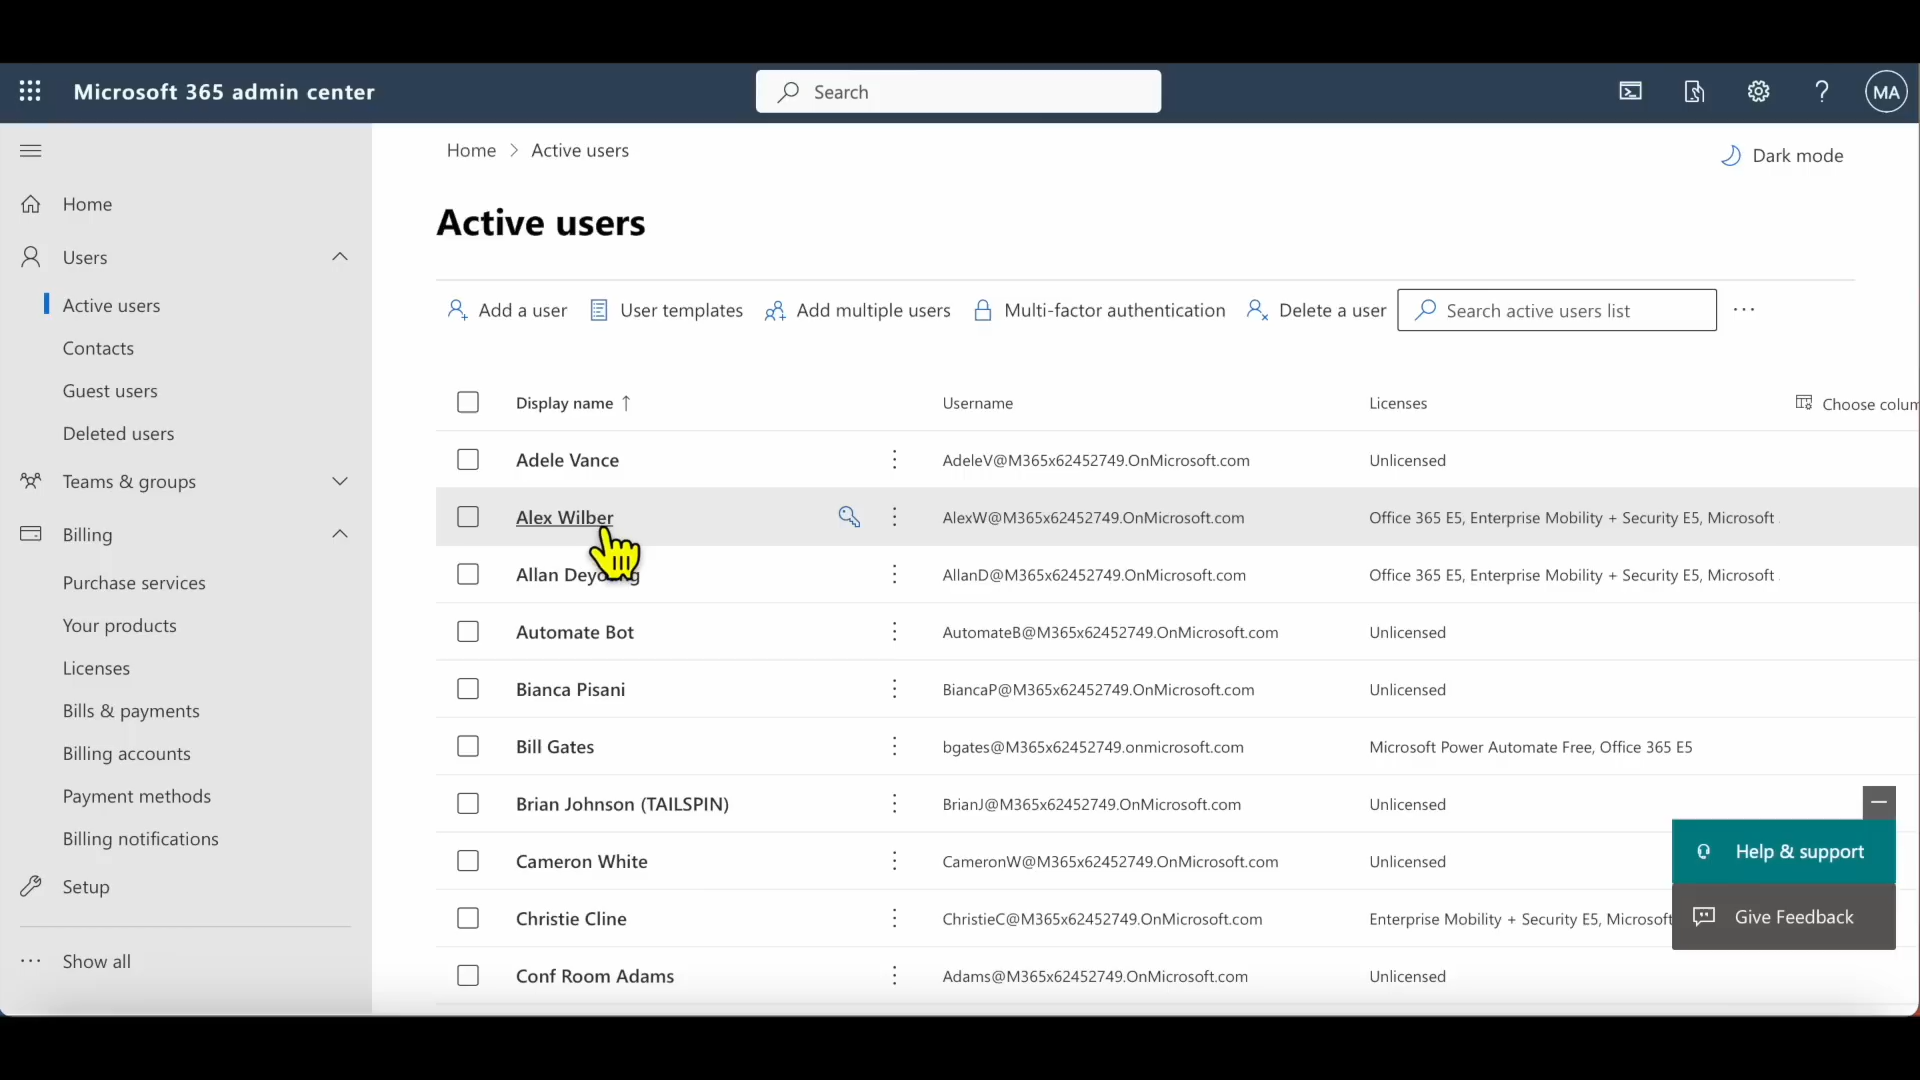 Microsoft 365 admin center
Search
MA
Home > Active users
Dark mode
Home
Users
Active users
Contacts
Guest users
Deleted users
Teams & groups
Billing
Purchase services
Your products
Licenses
Bills & payments
Billing accounts
Payment methods
Billing notifications
Setup
Show all
Active users
Add a user
User templates
Add multiple users
Multi-factor authentication
Delete a user
Search active users list
Display name ↑ Username Licenses Choose colum
Adele Vance AdeleV@M365x62452749.OnMicrosoft.com Unlicensed
Alex Wilber AlexW@M365x62452749.OnMicrosoft.com Office 365 E5, Enterprise Mobility + Security E5, Microsoft
Allan AllanD@M365x62452749.OnMicrosoft.com Office 365 E5, Enterprise Mobility + Security E5, Microsoft
Automate Bot AutomateB@M365x62452749.OnMicrosoft.com Unlicensed
Bianca Pisani BiancaP@M365x62452749.OnMicrosoft.com Unlicensed
Bill Gates bgates@M365x62452749.onmicrosoft.com Microsoft Power Automate Free, Office 365 E5
Brian Johnson (TAILSPIN) BrianJ@M365x62452749.OnMicrosoft.com Unlicensed
Cameron White CameronW@M365x62452749.OnMicrosoft.com Unlicensed
Christie Cline ChristieC@M365x62452749.OnMicrosoft.com Enterprise Mobility + Security E5, Microsoft
Conf Room Adams Adams@M365x62452749.OnMicrosoft.com Unlicensed
Help & support
Give Feedback